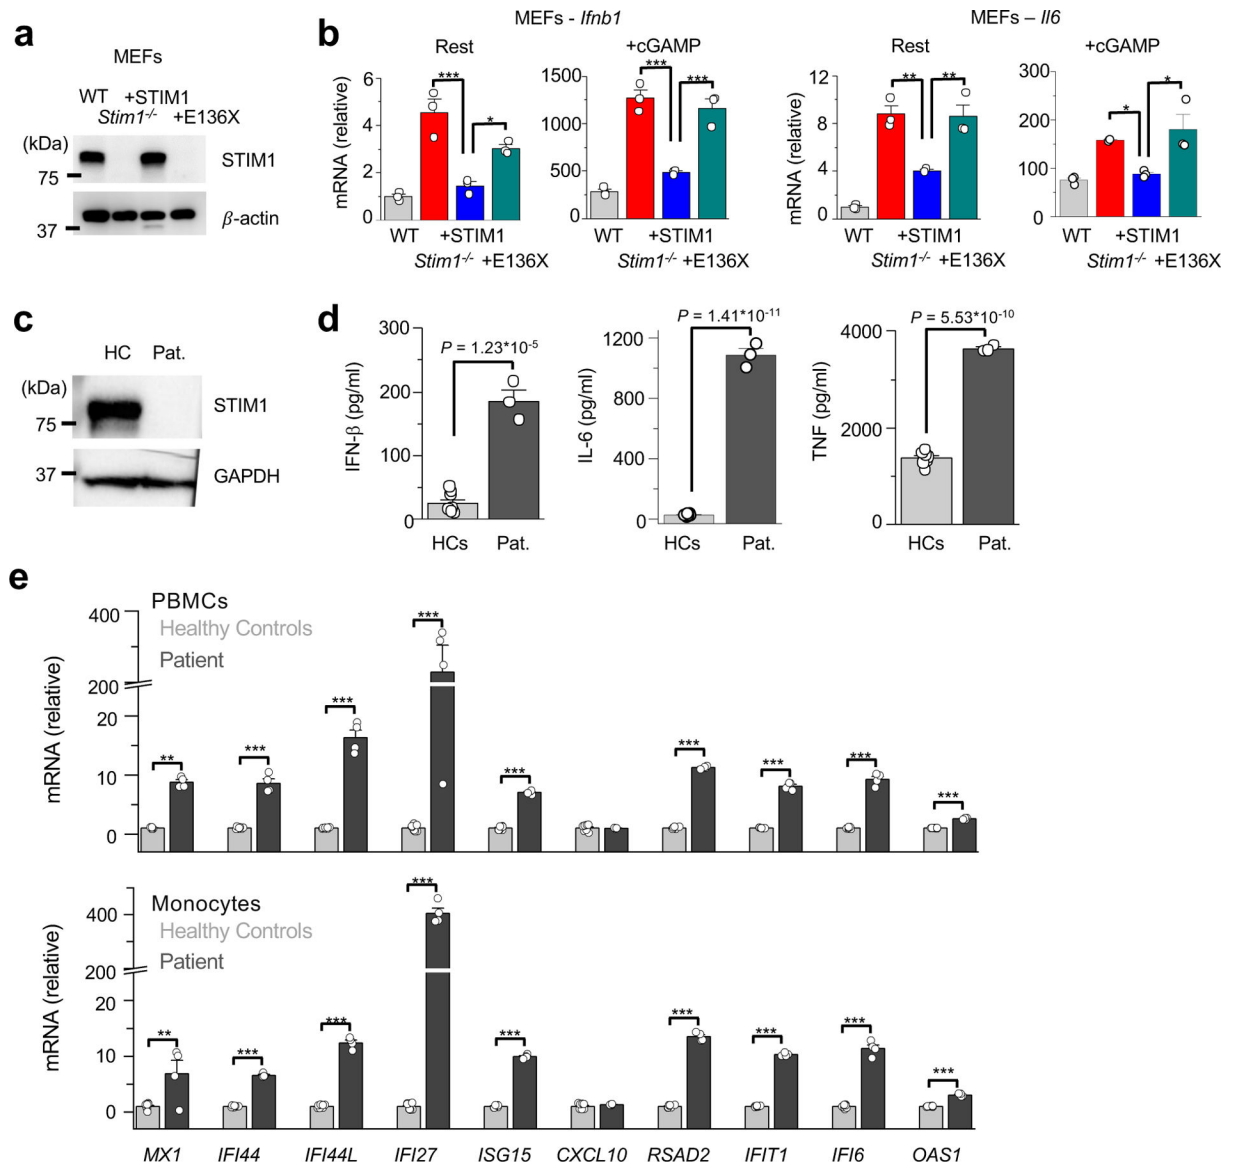 a
MEFs
WT +STIM1
Stim1-/- +E136X
(kDa)
STIM1
75
β-actin
37
b
MEFs - Ifnb1
Rest
+cGAMP
mRNA (relative)
6
4
2
0
***
*
1500
1000
500
0
***
***
WT +STIM1
Stim1-/- +E136X
WT +STIM1
Stim1-/- +E136X
MEFs – Il6
Rest
+cGAMP
mRNA (relative)
12
8
4
0
**
**
300
200
100
0
*
*
WT +STIM1
Stim1-/- +E136X
WT +STIM1
Stim1-/- +E136X
c
HC Pat.
(kDa)
STIM1
75
37
GAPDH
d
IFN-β (pg/ml)
300
200
100
0
P = 1.23*10-5
HCs Pat.
IL-6 (pg/ml)
1200
800
400
0
P = 1.41*10-11
HCs Pat.
TNF (pg/ml)
4000
2000
0
P = 5.53*10-10
HCs Pat.
e
PBMCs
Healthy Controls
Patient
mRNA (relative)
400
200
20
10
0
** *** *** *** *** *** *** *** ***
Monocytes
Healthy Controls
Patient
mRNA (relative)
400
200
20
10
0
** *** *** *** *** *** *** *** ***
MX1 IFI44 IFI44L IFI27 ISG15 CXCL10 RSAD2 IFIT1 IFI6 OAS1